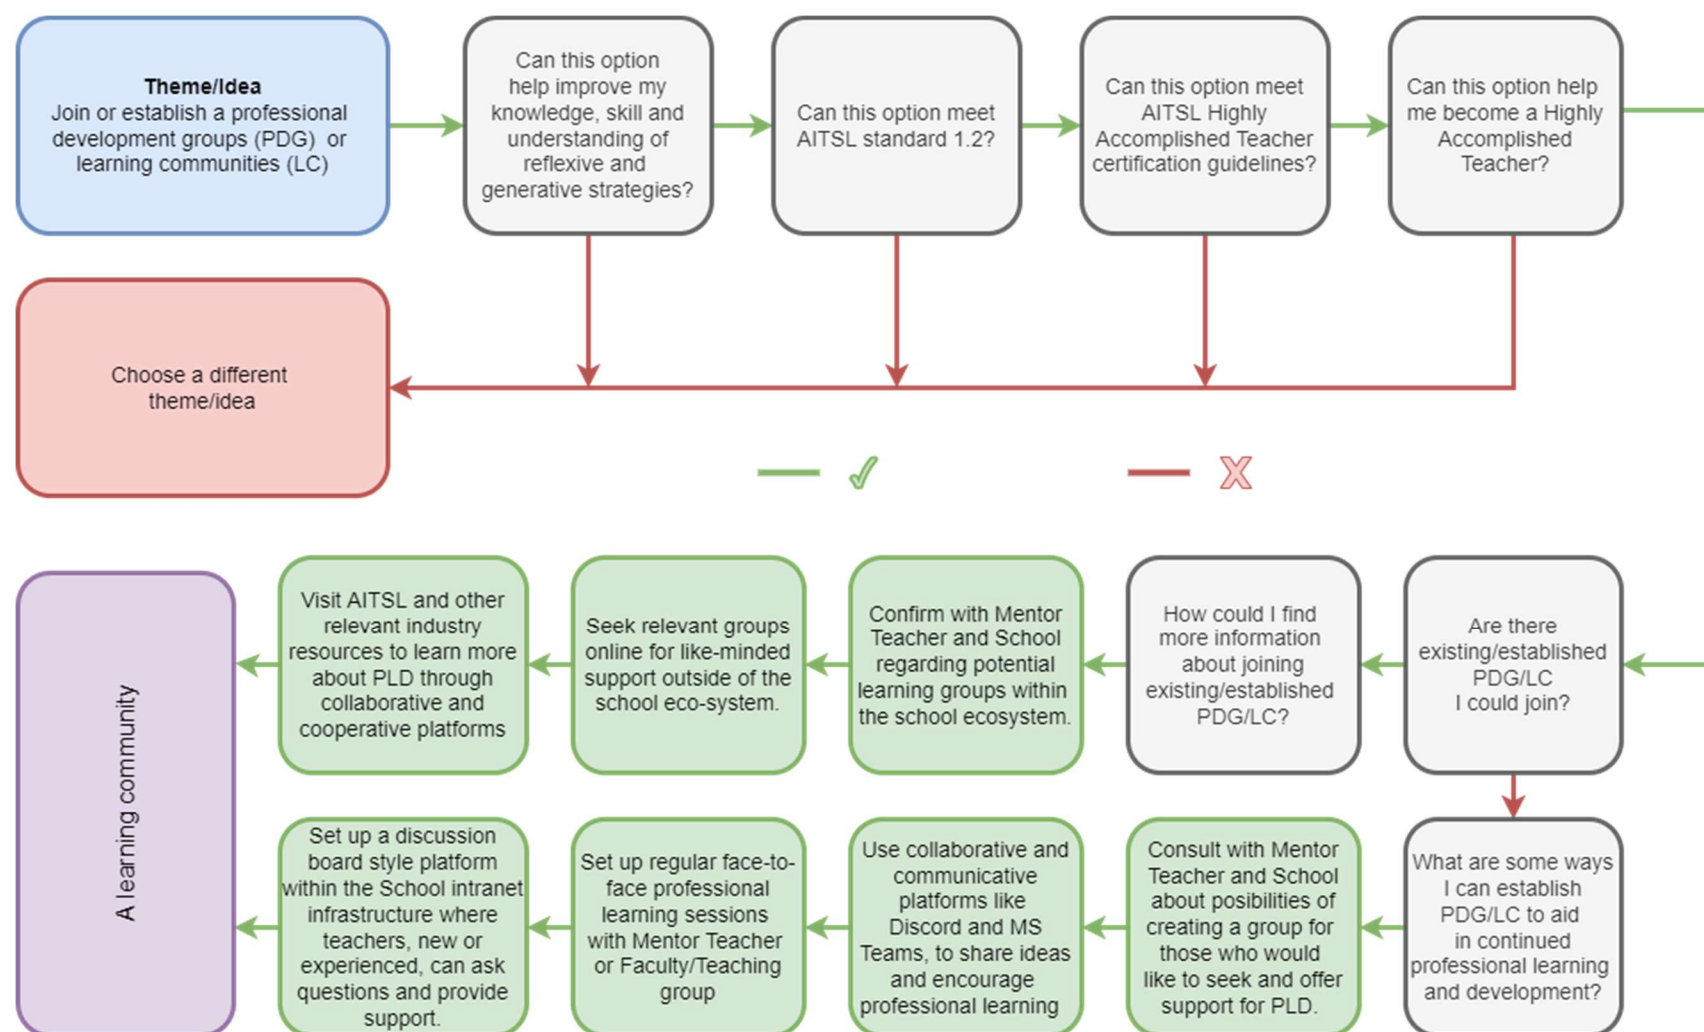 Theme/Idea
Join or establish a professional
development groups (PDG) or
learning communities (LC)
Can this option
help improve my
knowledge, skill and
understanding of
reflexive and
generative strategies?
Can this option meet
AITSL standard 1.2?
Can this option meet
AITSL Highly
Accomplished Teacher
certification guidelines?
Can this option help
me become a Highly
Accomplished
Teacher?
Choose a different
theme/idea
✓
X
A learning community
Visit AITSL and other
relevant industry
resources to learn more
about PLD through
collaborative and
cooperative platforms
Seek relevant groups
online for like-minded
support outside of the
school eco-system.
Confirm with Mentor
Teacher and School
regarding potential
learning groups within
the school ecosystem.
How could I find
more information
about joining
existing/established
PDG/LC?
Are there
existing/established
PDG/LC
I could join?
Set up a discussion
board style platform
within the School intranet
infrastructure where
teachers, new or
experienced, can ask
questions and provide
support.
Set up regular face-to-
face professional
learning sessions
with Mentor Teacher
or Faculty/Teaching
group
Use collaborative and
communicative
platforms like
Discord and MS
Teams, to share ideas
and encourage
professional learning
Consult with Mentor
Teacher and School
about posibilities of
creating a group for
those who would
like to seek and offer
support for PLD.
What are some ways
I can establish
PDG/LC to aid
in continued
professional learning
and development?